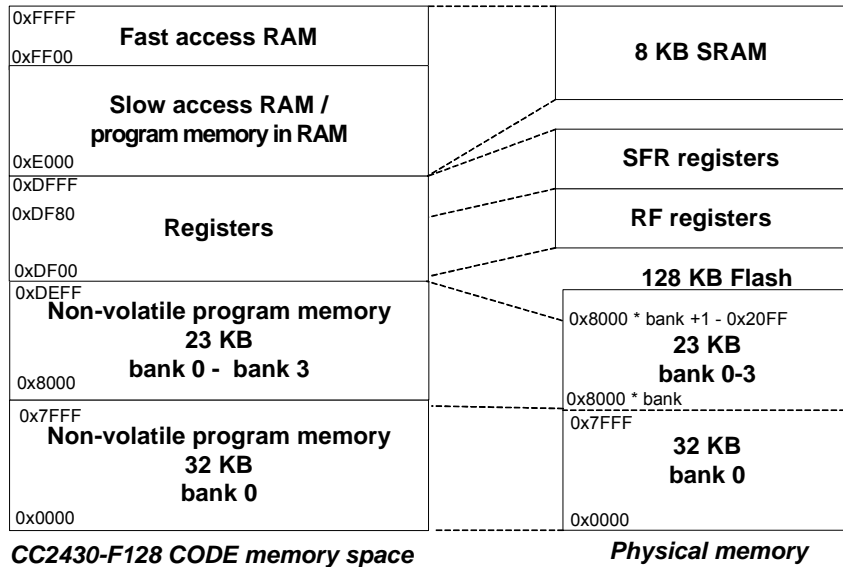 0xFFFF
Fast access RAM
0xFF00
Slow access RAM /
program memory in RAM
0xE000
0xDFFF
0xDF80
Registers
0xDF00
0xDEFF
Non-volatile program memory
23 KB
bank 0 - bank 3
0x8000
0x7FFF
Non-volatile program memory
32 KB
bank 0
0x0000
CC2430-F128 CODE memory space
8 KB SRAM
SFR registers
RF registers
128 KB Flash
0x8000 * bank +1 - 0x20FF
23 KB
bank 0-3
0x8000 * bank
0x7FFF
32 KB
bank 0
0x0000
Physical memory